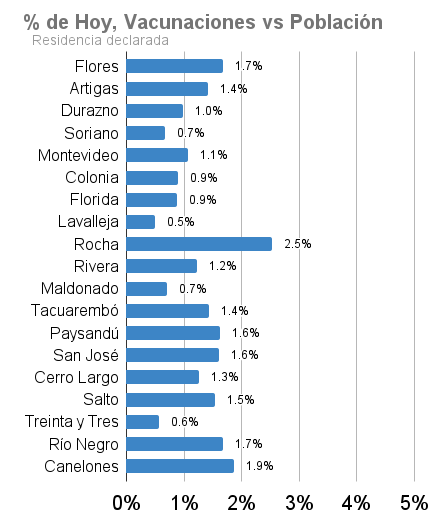 % de Hoy, Vacunaciones vs Población
Residencia declarada
Flores 1.7%
Artigas 1.4%
Durazno 1.0%
Soriano 0.7%
Montevideo 1.1%
Colonia 0.9%
Florida 0.9%
Lavalleja 0.5%
Rocha 2.5%
Rivera 1.2%
Maldonado 0.7%
Tacuarembó 1.4%
Paysandú 1.6%
San José 1.6%
Cerro Largo 1.3%
Salto 1.5%
Treinta y Tres 0.6%
Río Negro 1.7%
Canelones 1.9%
0% 1% 2% 3% 4% 5%